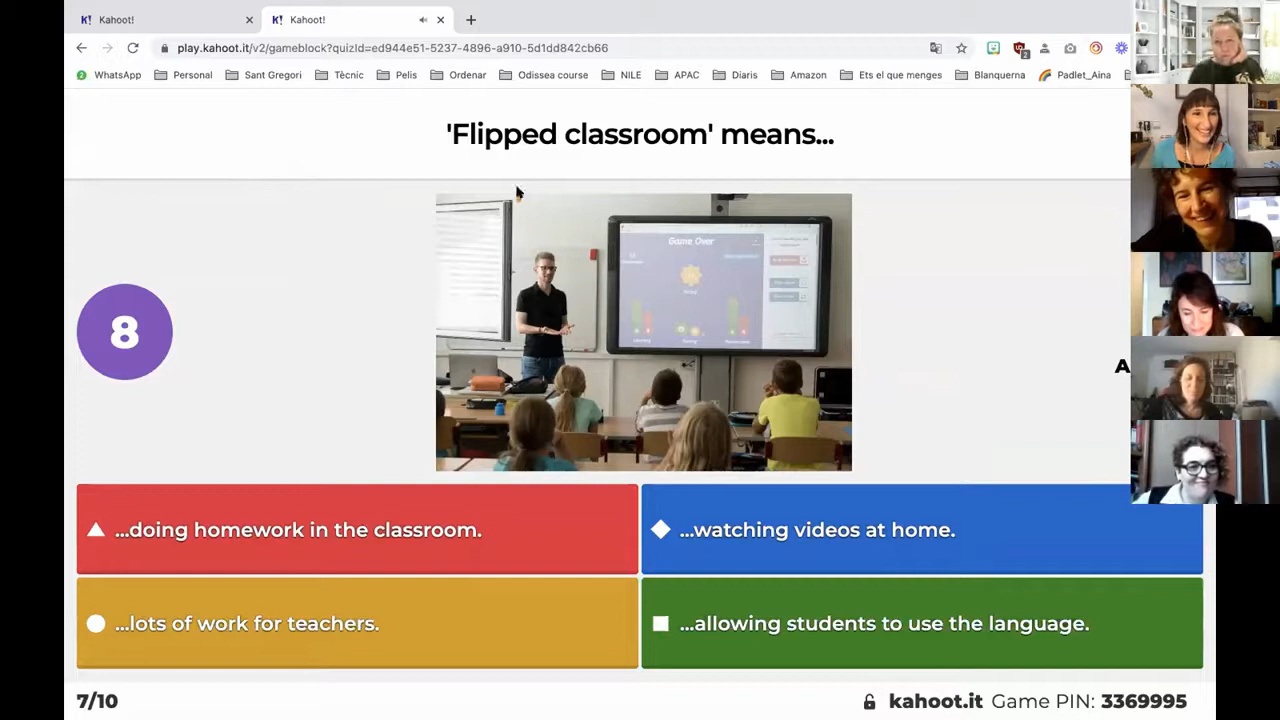 K! Kahoot!
K! Kahoot!
play.kahoot.it/v2/gameblock?quizId=ed944e51-5237-4896-a910-5d1dd842cb66
2
2 WhatsApp Personal Sant Gregori Tècnic Pelis Ordenar Odissea course NILE APAC Diaris Amazon Ets el que menges Blanquerna Padlet_Aina
'Flipped classroom' means...
Game Over
8
A
...doing homework in the classroom.
...watching videos at home.
...lots of work for teachers.
...allowing students to use the language.
7/10
kahoot.it Game PIN: 3369995